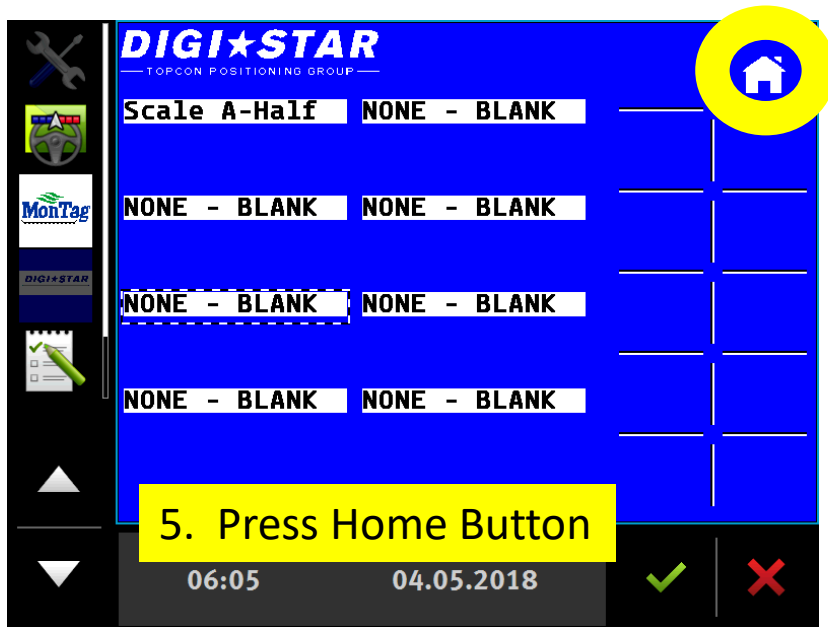 DIGI★STAR
TOPCON POSITIONING GROUP
Scale A-Half NONE - BLANK
MonTag
NONE - BLANK NONE - BLANK
DIGI★STAR
NONE - BLANK NONE - BLANK
NONE - BLANK NONE - BLANK
5. Press Home Button
06:05 04.05.2018